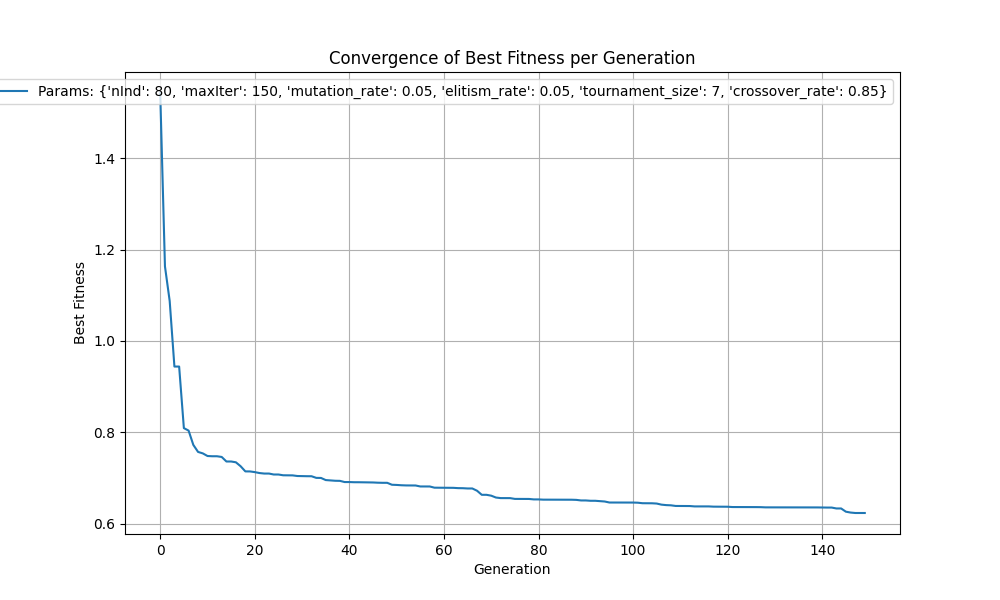 Convergence of Best Fitness per Generation
Params: {'nInd': 80, 'maxIter': 150, 'mutation_rate': 0.05, 'elitism_rate': 0.05, 'tournament_size': 7, 'crossover_rate': 0.85}
1.4
1.2
1.0
0.8
0.6
Best Fitness
0 20 40 60 80 100 120 140
Generation